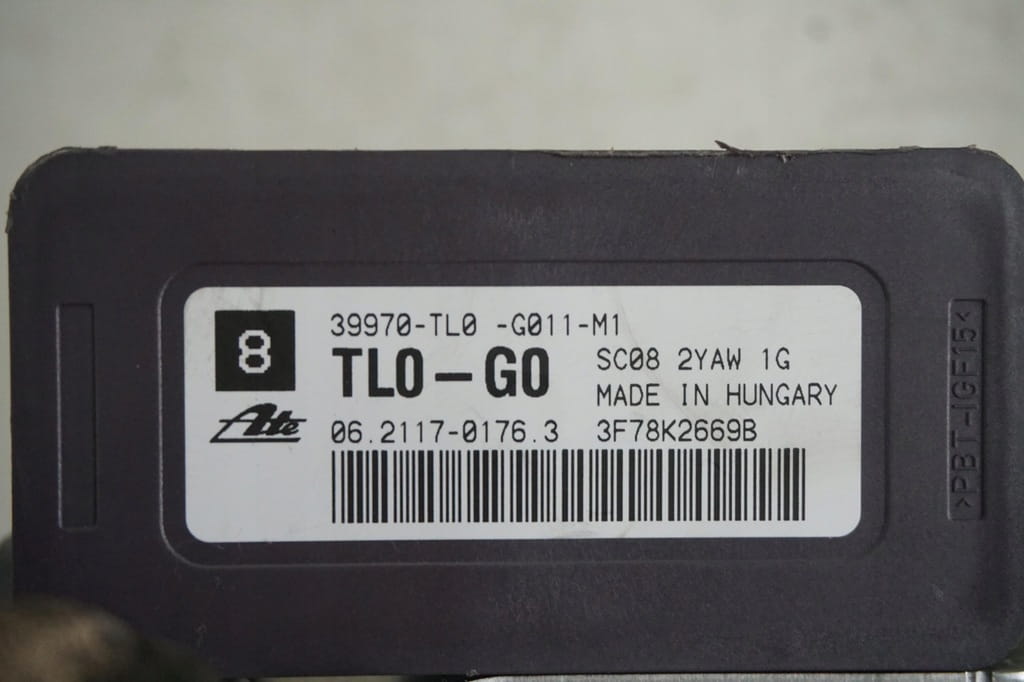 8
39970-TL0 -G011-M1
TL0-G0
SC08 2YAW 1G
MADE IN HUNGARY
Ate
06.2117-0176.3 3F78K2669B
>PBT-IGF15<